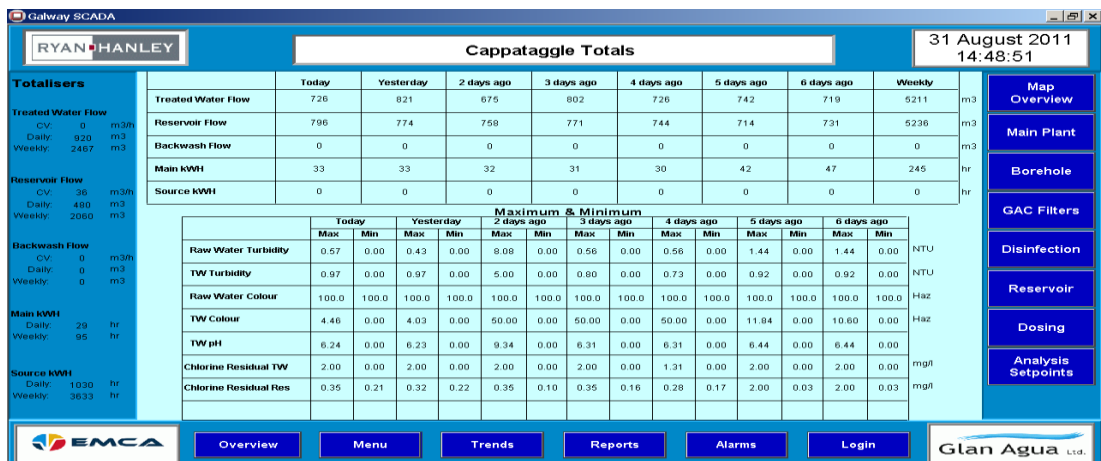 Galway SCADA
RYAN HANLEY
Cappataggle Totals
31 August 2011
14:48:51
Totalisers
Treated Water Flow
CV: 0 m3/h
Daily: 920 m3
Weekly: 2467 m3
Reservoir Flow
CV: 36 m3/h
Daily: 480 m3
Weekly: 2060 m3
Backwash Flow
CV: 0 m3/h
Daily: 0 m3
Weekly: 0 m3
Main kWH
Daily: 29 hr
Weekly: 95 hr
Source kWH
Daily: 1030 hr
Weekly: 3633 hr
Today Yesterday 2 days ago 3 days ago 4 days ago 5 days ago 6 days ago Weekly
Treated Water Flow 726 821 675 802 726 742 719 5211 m3
Reservoir Flow 796 774 758 771 744 714 731 5236 m3
Backwash Flow 0 0 0 0 0 0 0 0 m3
Main kWH 33 33 32 31 30 42 47 245 hr
Source kWH 0 0 0 0 0 0 0 0 hr
Maximum & Minimum
Today Yesterday 2 days ago 3 days ago 4 days ago 5 days ago 6 days ago
Max Min Max Min Max Min Max Min Max Min Max Min Max Min
Raw Water Turbidity 0.57 0.00 0.43 0.00 8.08 0.00 0.56 0.00 0.56 0.00 1.44 0.00 1.44 0.00 NTU
TW Turbidity 0.97 0.00 0.97 0.00 5.00 0.00 0.80 0.00 0.73 0.00 0.92 0.00 0.92 0.00 NTU
Raw Water Colour 100.0 100.0 100.0 100.0 100.0 100.0 100.0 100.0 100.0 100.0 100.0 100.0 100.0 100.0 Haz
TW Colour 4.46 0.00 4.03 0.00 50.00 0.00 50.00 0.00 50.00 0.00 11.84 0.00 10.60 0.00 Haz
TW pH 6.24 0.00 6.23 0.00 9.34 0.00 6.31 0.00 6.31 0.00 6.44 0.00 6.44 0.00
Chlorine Residual TW 2.00 0.00 2.00 0.00 2.00 0.00 2.00 0.00 1.31 0.00 2.00 0.00 2.00 0.00 mg/l
Chlorine Residual Res 0.35 0.21 0.32 0.22 0.35 0.10 0.35 0.16 0.28 0.17 2.00 0.03 2.00 0.03 mg/l
Map
Overview
Main Plant
Borehole
GAC Filters
Disinfection
Reservoir
Dosing
Analysis
Setpoints
EMCA
Overview Menu Trends Reports Alarms Login
Glan Agua Ltd.